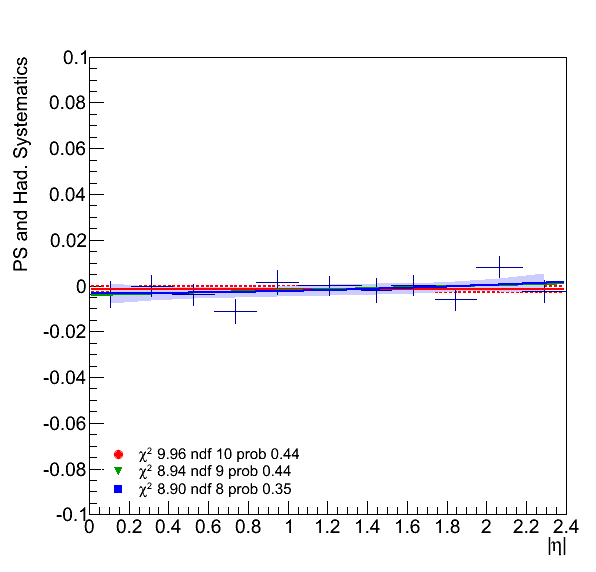 PS and Had. Systematics
0.1
0.08
0.06
0.04
0.02
0
-0.02
-0.04
-0.06
-0.08
-0.1
χ² 9.96 ndf 10 prob 0.44
χ² 8.94 ndf 9 prob 0.44
χ² 8.90 ndf 8 prob 0.35
0 0.2 0.4 0.6 0.8 1 1.2 1.4 1.6 1.8 2 2.2 2.4
|η|